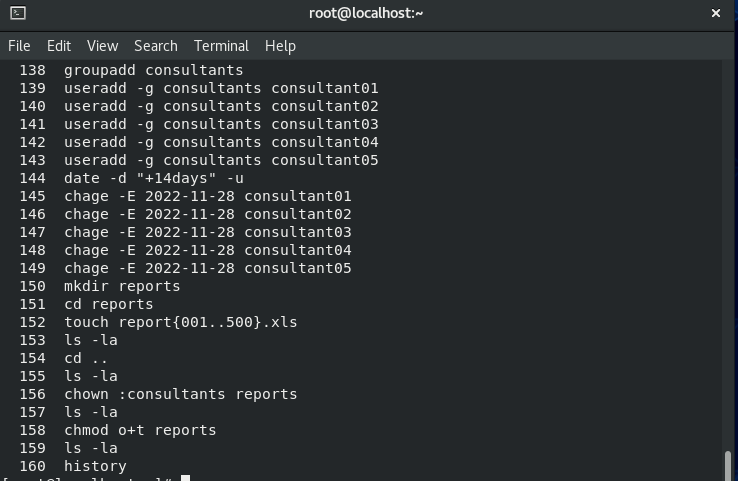 root@localhost:~
File Edit View Search Terminal Help
138 groupadd consultants
139 useradd -g consultants consultant01
140 useradd -g consultants consultant02
141 useradd -g consultants consultant03
142 useradd -g consultants consultant04
143 useradd -g consultants consultant05
144 date -d "+14days" -u
145 chage -E 2022-11-28 consultant01
146 chage -E 2022-11-28 consultant02
147 chage -E 2022-11-28 consultant03
148 chage -E 2022-11-28 consultant04
149 chage -E 2022-11-28 consultant05
150 mkdir reports
151 cd reports
152 touch report{001..500}.xls
153 ls -la
154 cd ..
155 ls -la
156 chown :consultants reports
157 ls -la
158 chmod o+t reports
159 ls -la
160 history